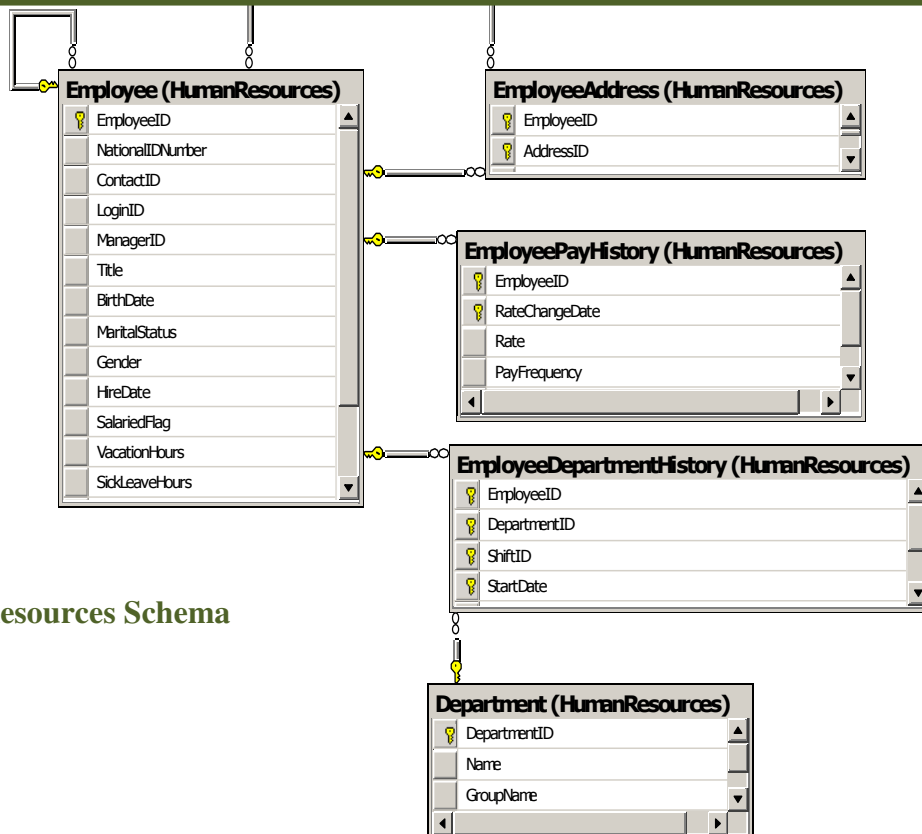 Employee (HumanResources)
EmployeeID
NationalIDNumber
ContactID
LoginID
ManagerID
Title
BirthDate
MaritalStatus
Gender
HireDate
SalariedFlag
VacationHours
SickLeaveHours
EmployeeAddress (HumanResources)
EmployeeID
AddressID
EmployeePayHistory (HumanResources)
EmployeeID
RateChangeDate
Rate
PayFrequency
EmployeeDepartmentHistory (HumanResources)
EmployeeID
DepartmentID
ShiftID
StartDate
esources Schema
Department (HumanResources)
DepartmentID
Name
GroupName